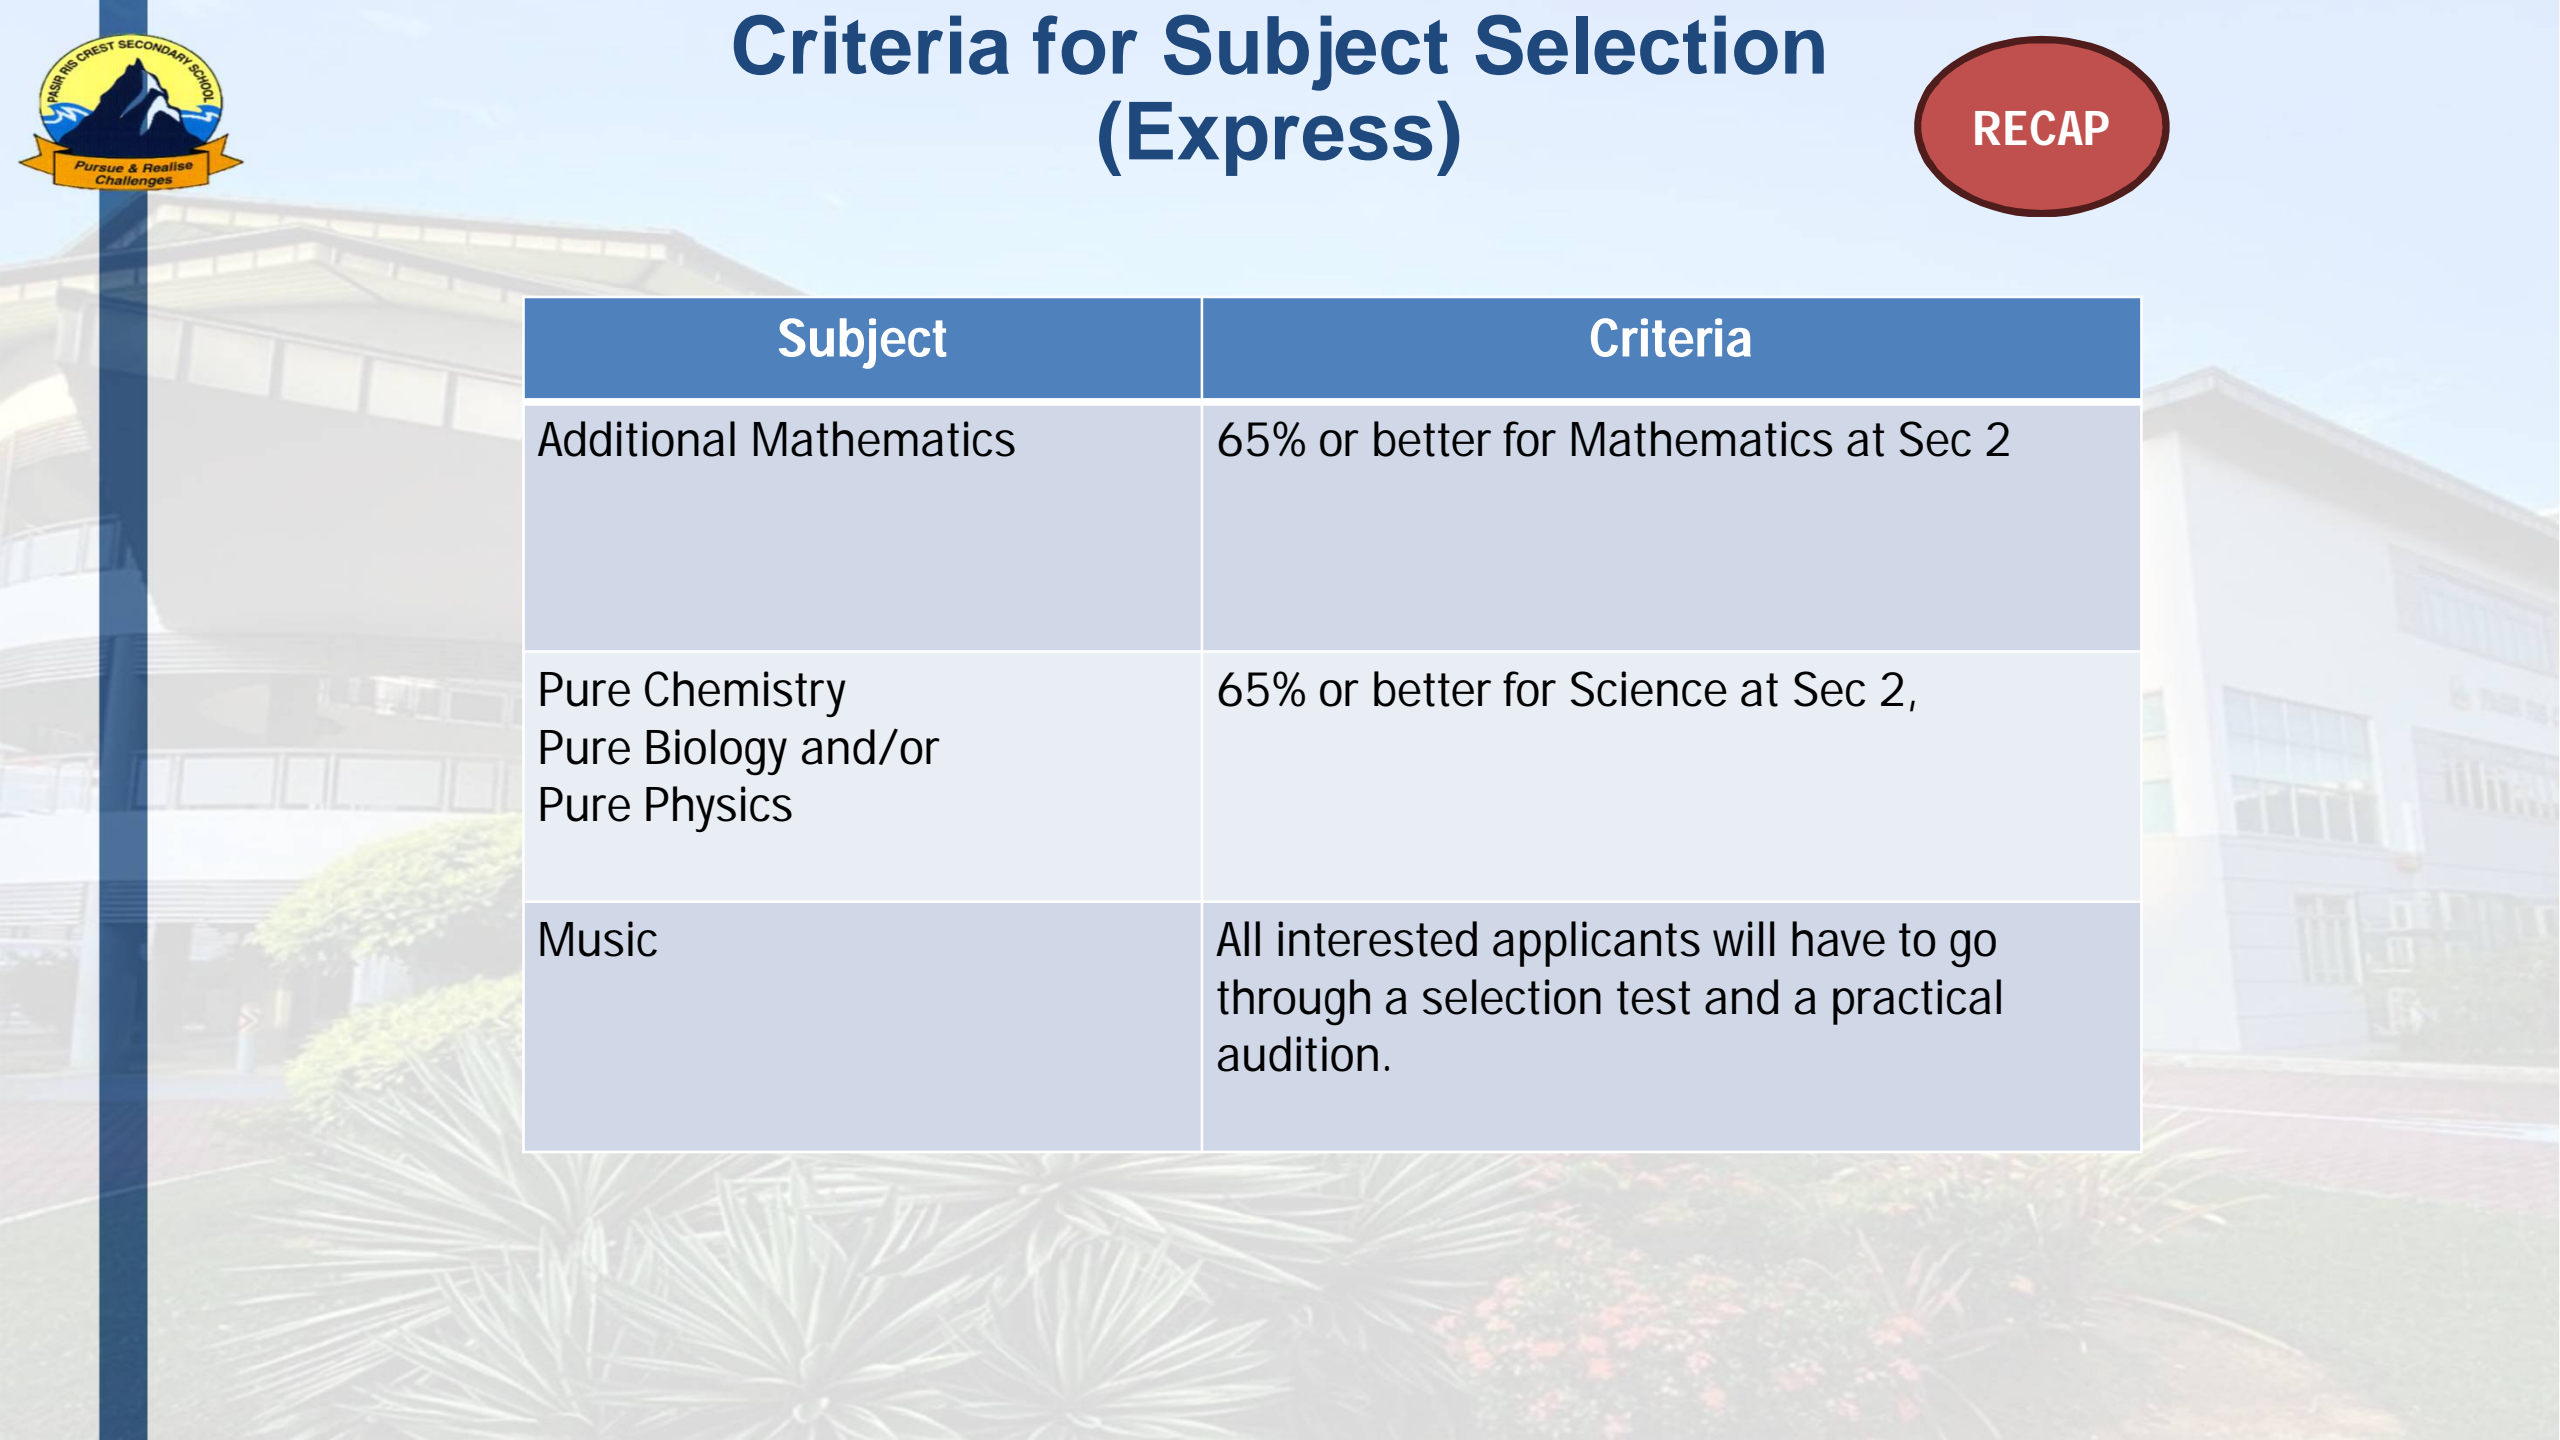 PASIR RIS CREST SECONDARY SCHOOL
Pursue & Realise
Challenges
Criteria for Subject Selection
(Express)
RECAP
Subject
Criteria
Additional Mathematics
65% or better for Mathematics at Sec 2
Pure Chemistry
Pure Biology and/or
Pure Physics
65% or better for Science at Sec 2,
Music
All interested applicants will have to go
through a selection test and a practical
audition.